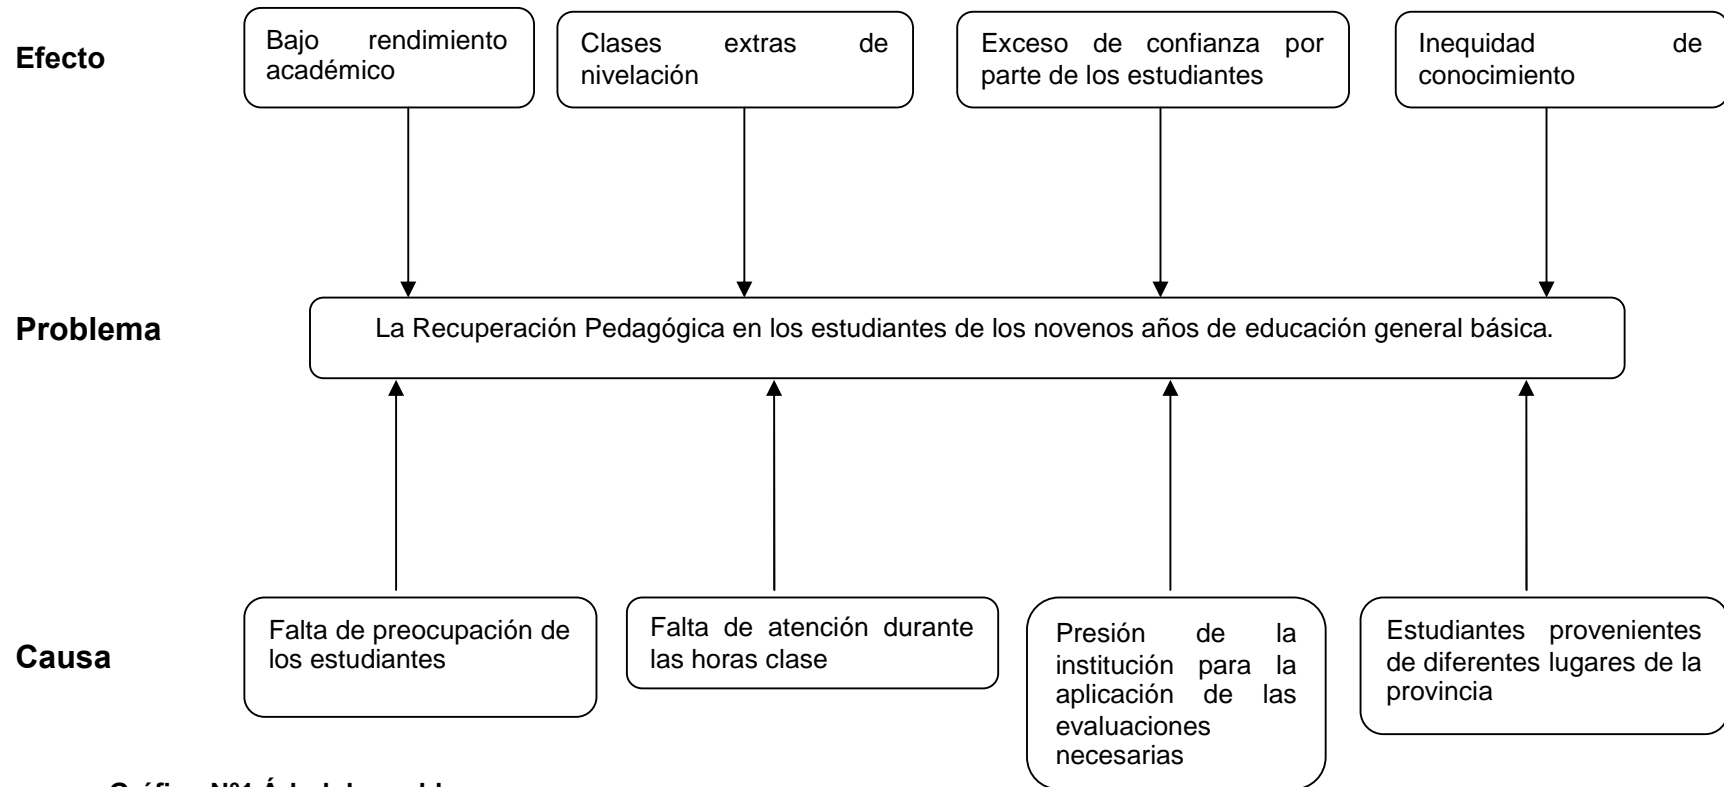 Efecto
Bajo rendimiento
académico
Clases extras de
nivelación
Exceso de confianza por
parte de los estudiantes
Inequidad de
conocimiento
Problema
La Recuperación Pedagógica en los estudiantes de los novenos años de educación general básica.
Causa
Falta de preocupación de
los estudiantes
Falta de atención durante
las horas clase
Presión de la
institución para la
aplicación de las
evaluaciones
necesarias
Estudiantes provenientes
de diferentes lugares de la
provincia